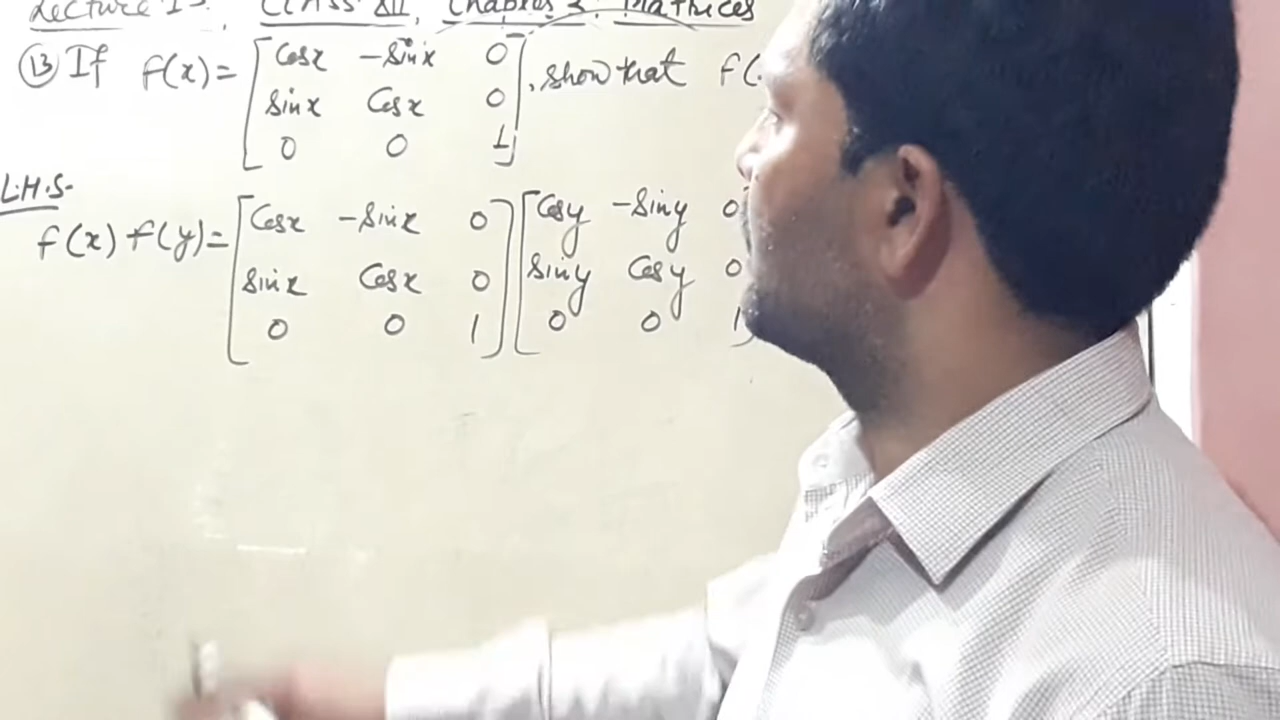 Lecture 1 CLASS XII, Chapter 2. Matrices
13 If f(x)= [ Cosx -Sinx 0 ], show that f(
Sinx Cosx 0
0 0 1
L.H.S.
f(x) f(y)= [ Cosx -Sinx 0 ] [ Cosy -Siny 0
Sinx Cosx 0 Siny Cosy 0
0 0 1 0 0 1